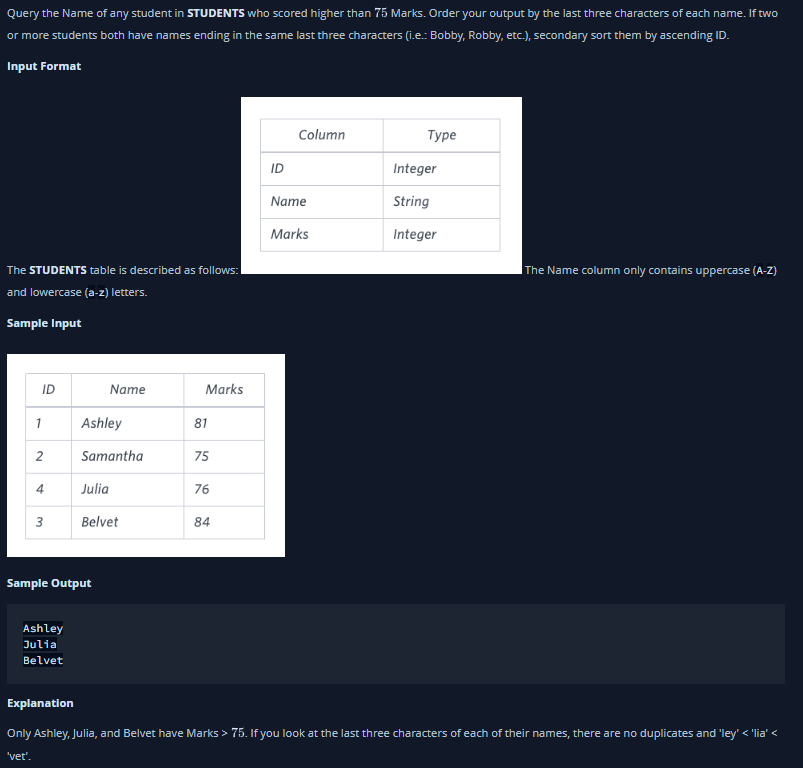 Query the Name of any student in STUDENTS who scored higher than 75 Marks. Order your output by the last three characters of each name. If two
or more students both have names ending in the same last three characters (i.e.: Bobby, Robby, etc.), secondary sort them by ascending ID.
Input Format
Column Type
ID Integer
Name String
Marks Integer
The STUDENTS table is described as follows: The Name column only contains uppercase (A-Z)
and lowercase (a-z) letters.
Sample Input
ID Name Marks
1 Ashley 81
2 Samantha 75
4 Julia 76
3 Belvet 84
Sample Output
Ashley
Julia
Belvet
Explanation
Only Ashley, Julia, and Belvet have Marks > 75. If you look at the last three characters of each of their names, there are no duplicates and 'ley' < 'lia' <
'vet'.